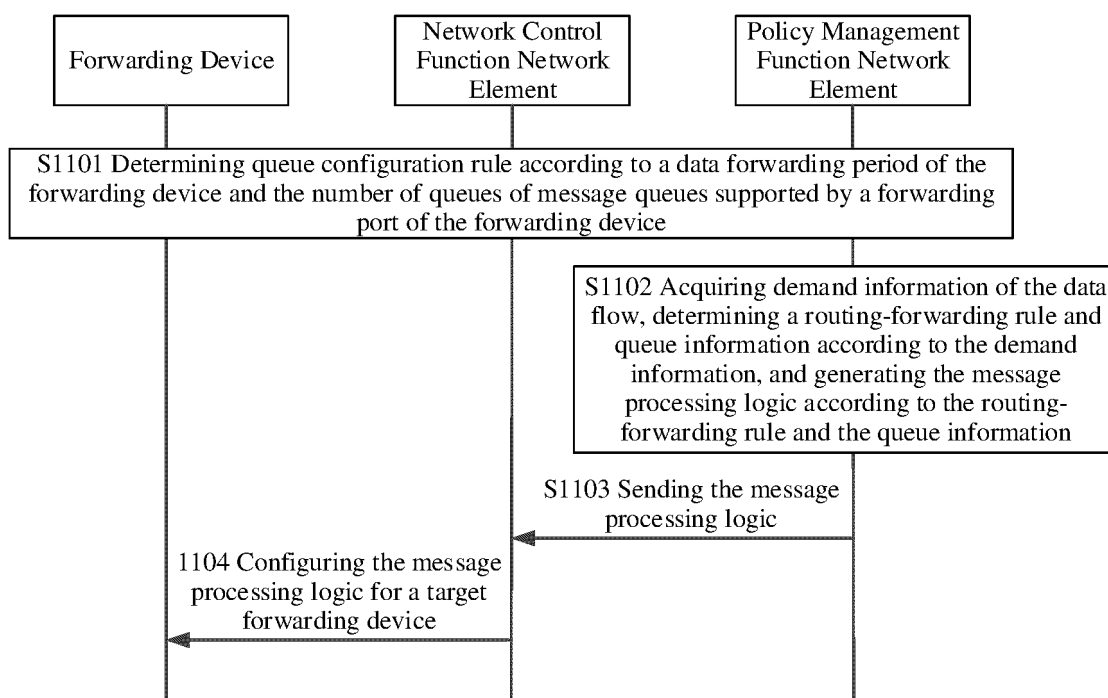 Forwarding Device
Network Control
Function Network
Element
Policy Management
Function Network
Element
S1101 Determining queue configuration rule according to a data forwarding period of the
forwarding device and the number of queues of message queues supported by a forwarding
port of the forwarding device
S1102 Acquiring demand information of the data
flow, determining a routing-forwarding rule and
queue information according to the demand
information, and generating the message
processing logic according to the routing-
forwarding rule and the queue information
S1103 Sending the message
processing logic
1104 Configuring the message
processing logic for a target
forwarding device